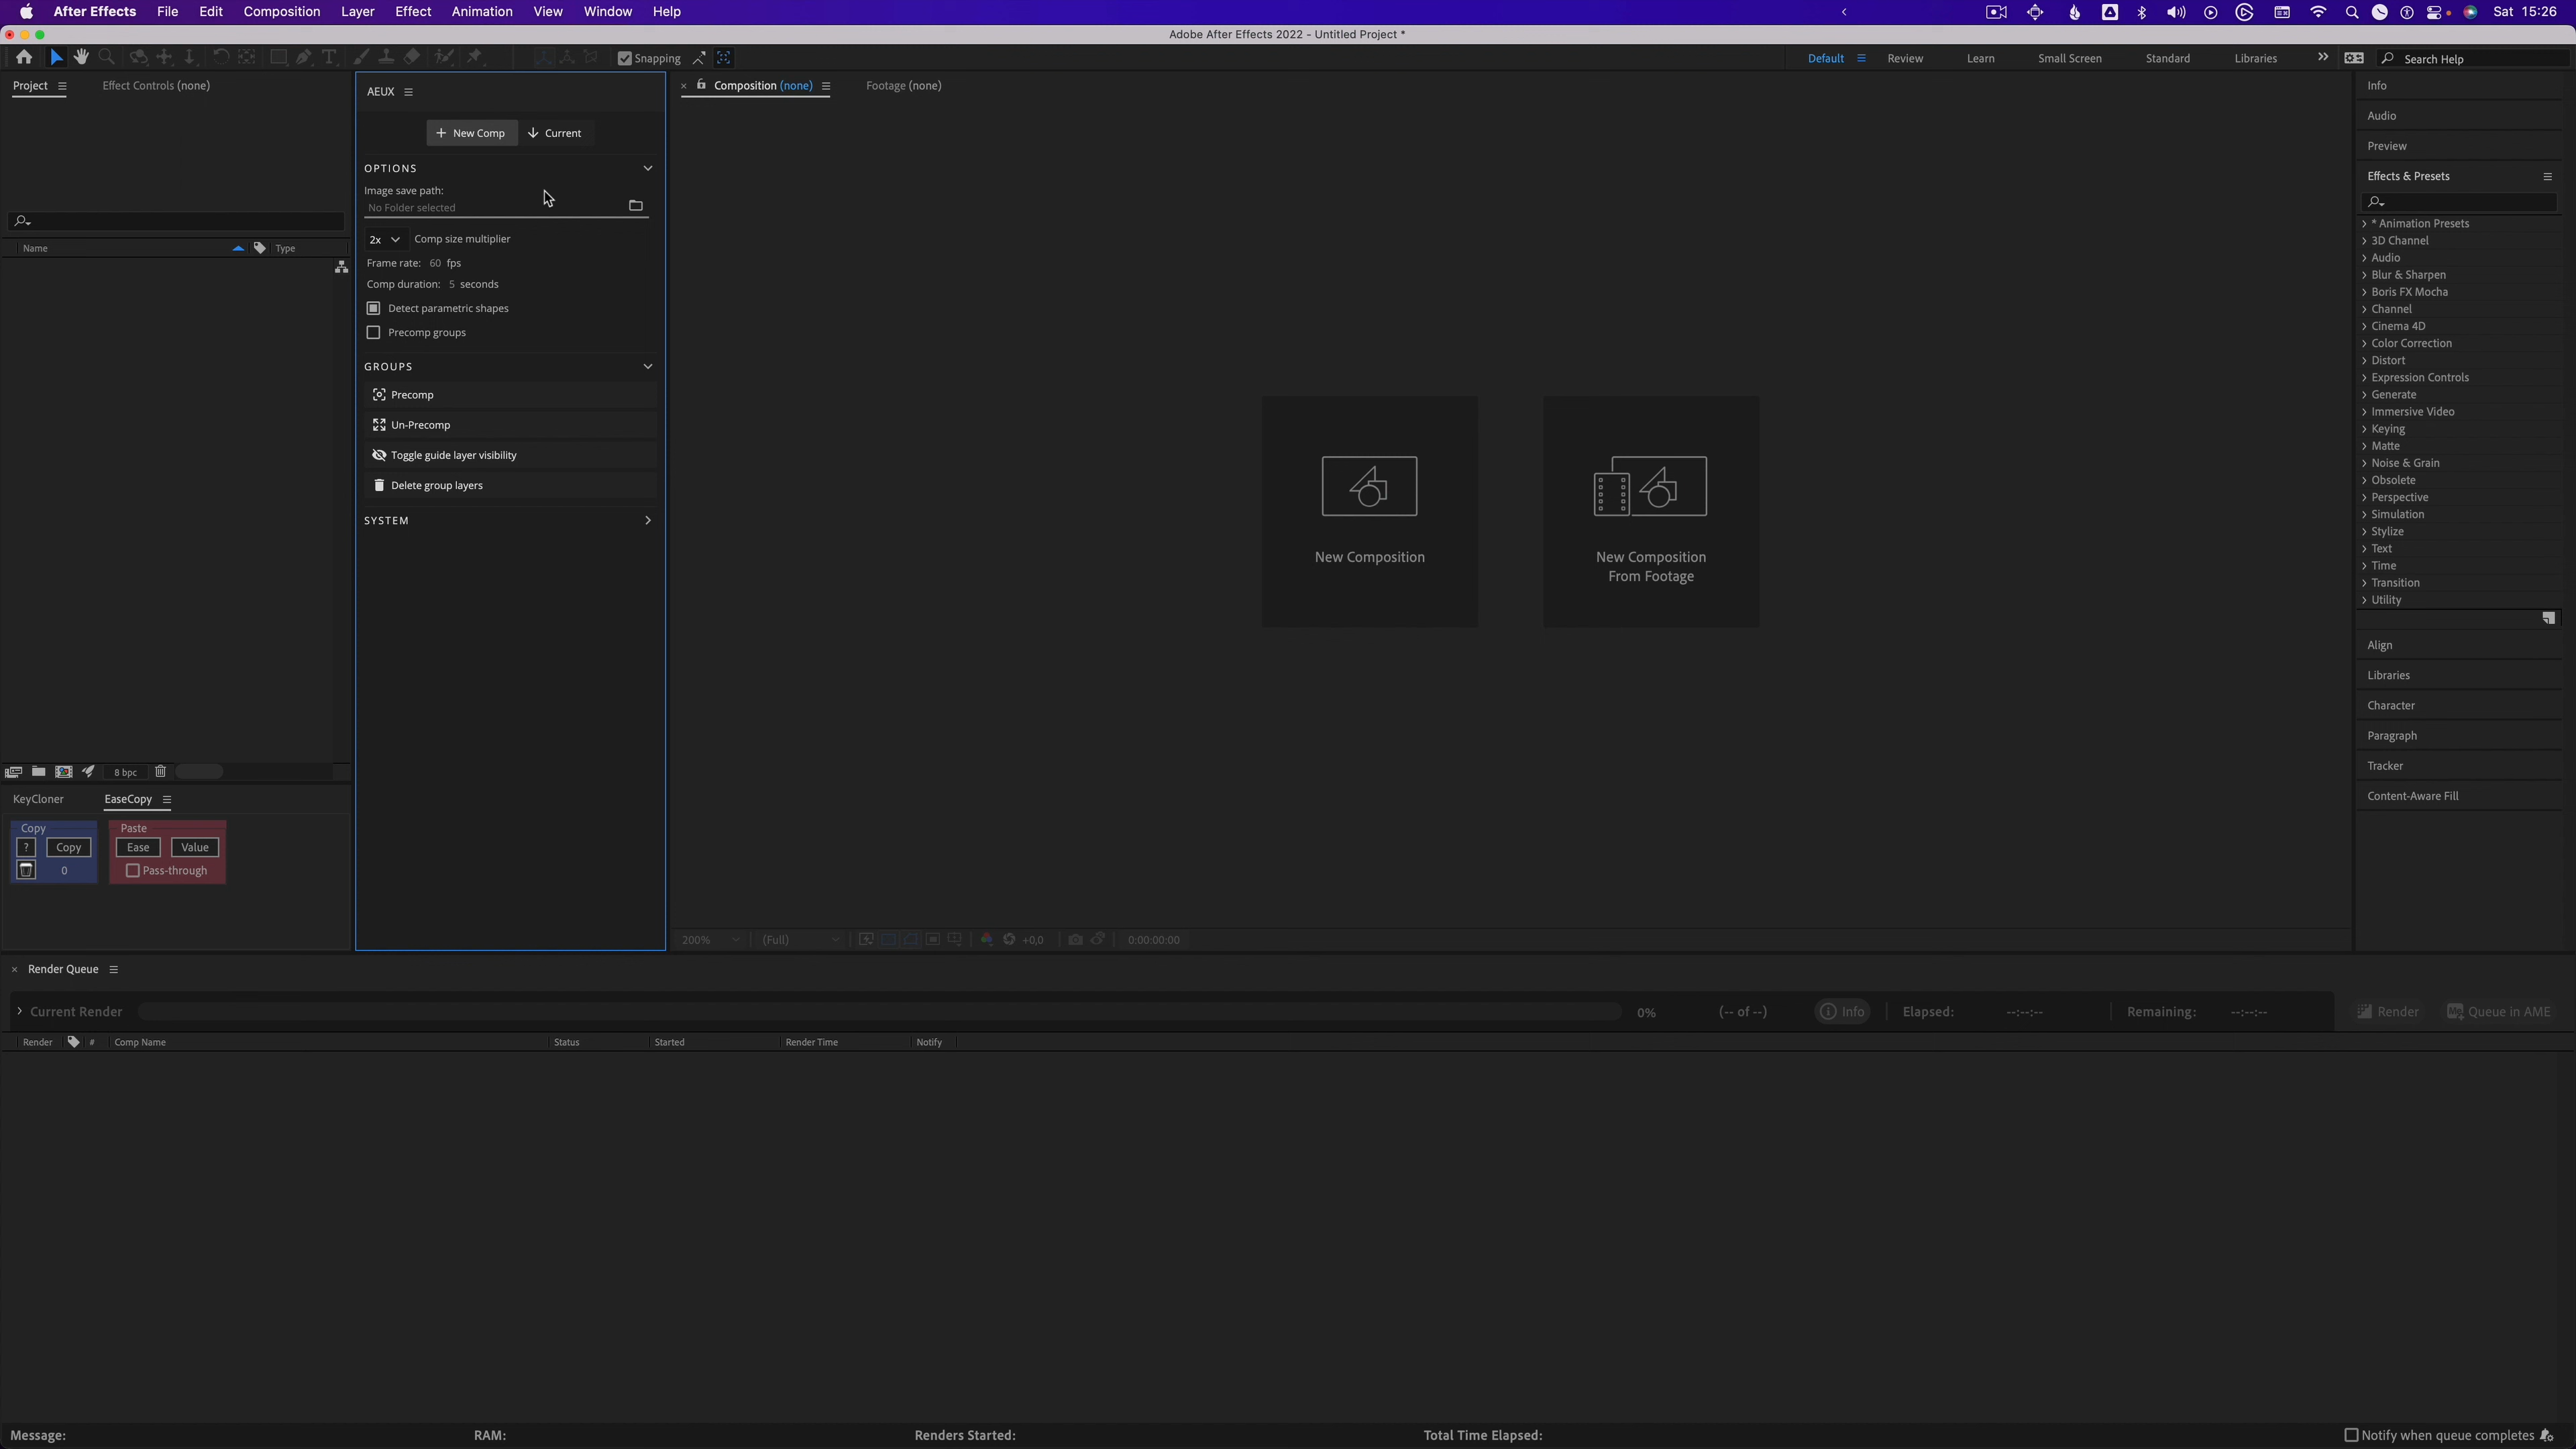 After Effects File Edit Composition Layer Effect Animation View Window Help Sat 15:26
Adobe After Effects 2022 - Untitled Project *
Snapping Default Review Learn Small Screen Standard Libraries Search Help
Project Effect Controls (none)
Name Type
8 bpc
KeyCloner EaseCopy
Copy Paste
? Copy Ease Value
0 Pass-through
AEUX
+ New Comp Current
OPTIONS
Image save path:
No Folder selected
2x Comp size multiplier
Frame rate: 60 fps
Comp duration: 5 seconds
Detect parametric shapes
Precomp groups
GROUPS
Precomp
Un-Precomp
Toggle guide layer visibility
Delete group layers
SYSTEM
Composition (none) Footage (none)
New Composition
New Composition
From Footage
200% (Full) +0,0 0:00:00:00
Info
Audio
Preview
Effects & Presets
* Animation Presets
3D Channel
Audio
Blur & Sharpen
Boris FX Mocha
Channel
Cinema 4D
Color Correction
Distort
Expression Controls
Generate
Immersive Video
Keying
Matte
Noise & Grain
Obsolete
Perspective
Simulation
Stylize
Text
Time
Transition
Utility
Align
Libraries
Character
Paragraph
Tracker
Content-Aware Fill
Render Queue
Current Render 0% (-- of --) Info Elapsed: --:--:-- Remaining: --:--:-- Render Queue in AME
Render # Comp Name Status Started Render Time Notify
Message: RAM: Renders Started: Total Time Elapsed: Notify when queue completes